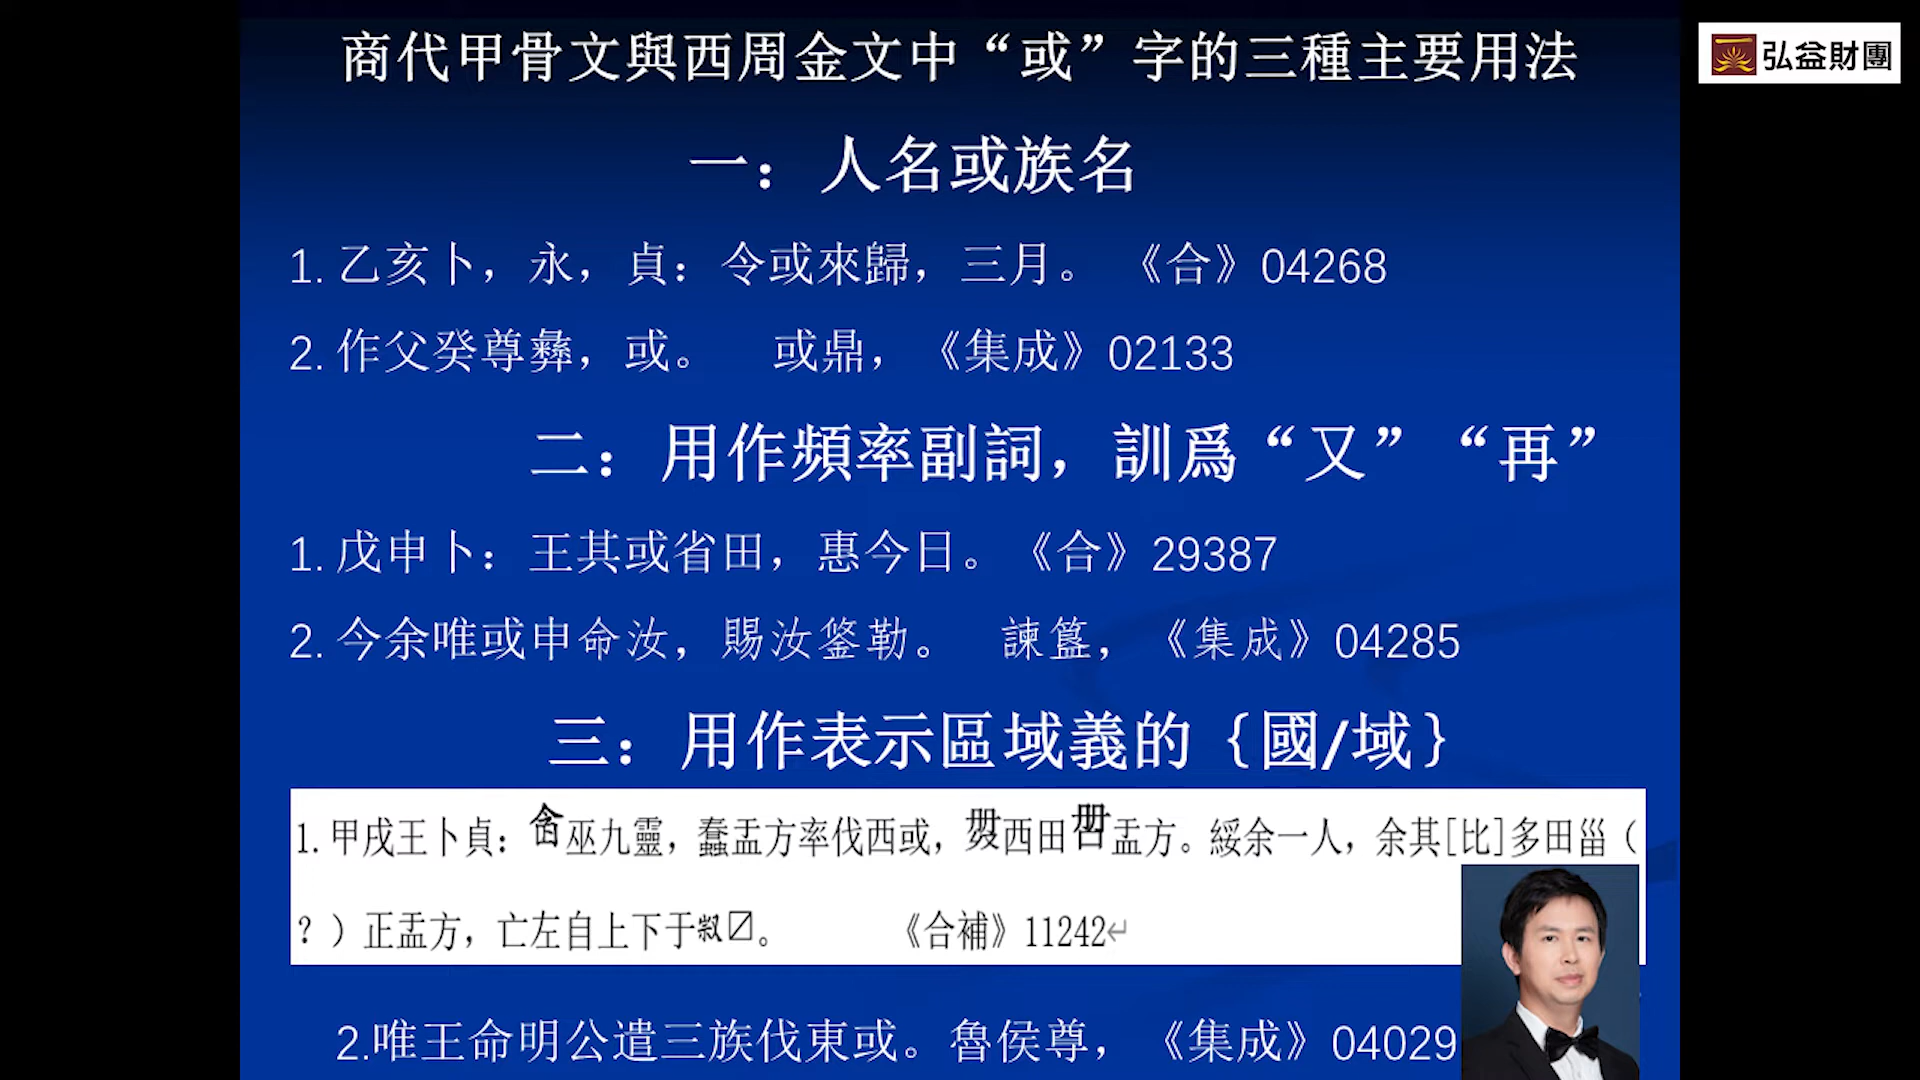 商代甲骨文與西周金文中“或”字的三種主要用法
弘益財團
一：人名或族名
1. 乙亥卜，永，貞：令或來歸，三月。 《合》04268
2. 作父癸尊彝，或。 或鼎，《集成》02133
二：用作頻率副詞，訓爲“又”“再”
1. 戊申卜：王其或省田，惠今日。《合》29387
2. 今余唯或申命汝，賜汝鋚勒。 諫簋，《集成》04285
三：用作表示區域義的｛國/域｝
1. 甲戌王卜貞：巫九靈，蠢盂方率伐西或，西田盂方。綏余一人，余其[比]多田甾（
？）正盂方，亡左自上下于㪔〼。 《合補》11242↵
2.唯王命明公遣三族伐東或。魯侯尊，《集成》04029